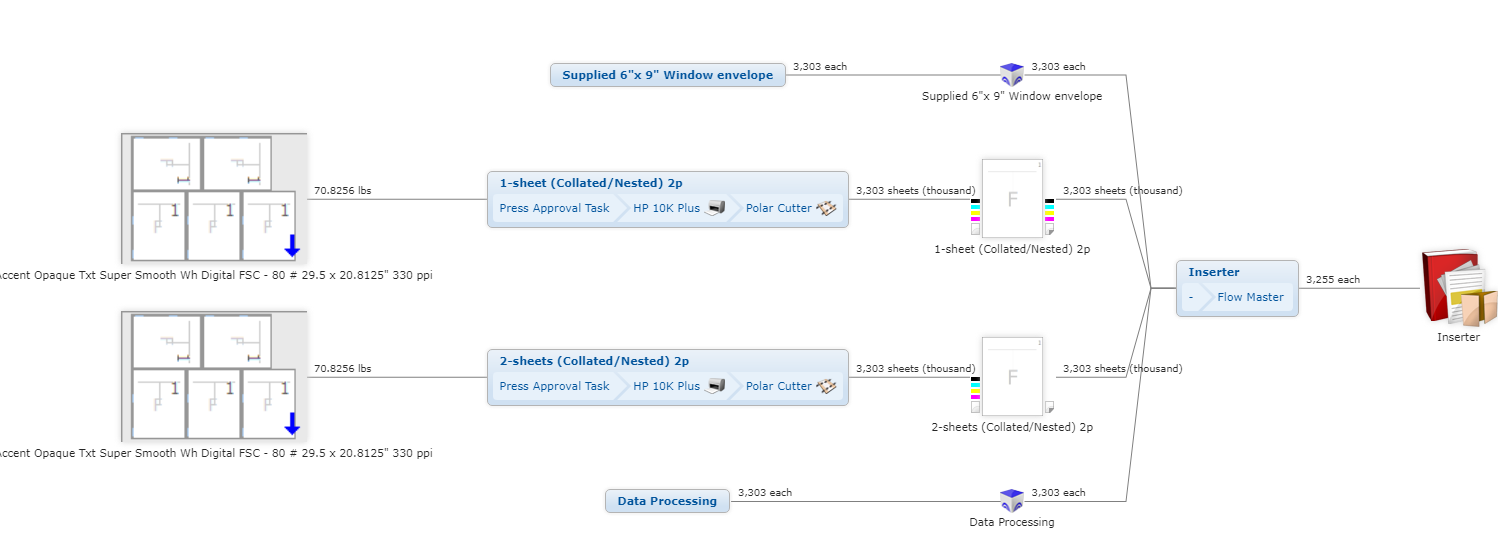 Supplied 6"x 9" Window envelope
3,303 each
3,303 each
Supplied 6"x 9" Window envelope
1 1 1
70.8256 lbs
Accent Opaque Txt Super Smooth Wh Digital FSC - 80 # 29.5 x 20.8125" 330 ppi
1-sheet (Collated/Nested) 2p
Press Approval Task HP 10K Plus Polar Cutter
3,303 sheets (thousand)
1
F
3,303 sheets (thousand)
1-sheet (Collated/Nested) 2p
1 1 1
70.8256 lbs
Accent Opaque Txt Super Smooth Wh Digital FSC - 80 # 29.5 x 20.8125" 330 ppi
2-sheets (Collated/Nested) 2p
Press Approval Task HP 10K Plus Polar Cutter
3,303 sheets (thousand)
1
F
3,303 sheets (thousand)
2-sheets (Collated/Nested) 2p
Data Processing
3,303 each
3,303 each
Data Processing
Inserter
- Flow Master
3,255 each
Inserter